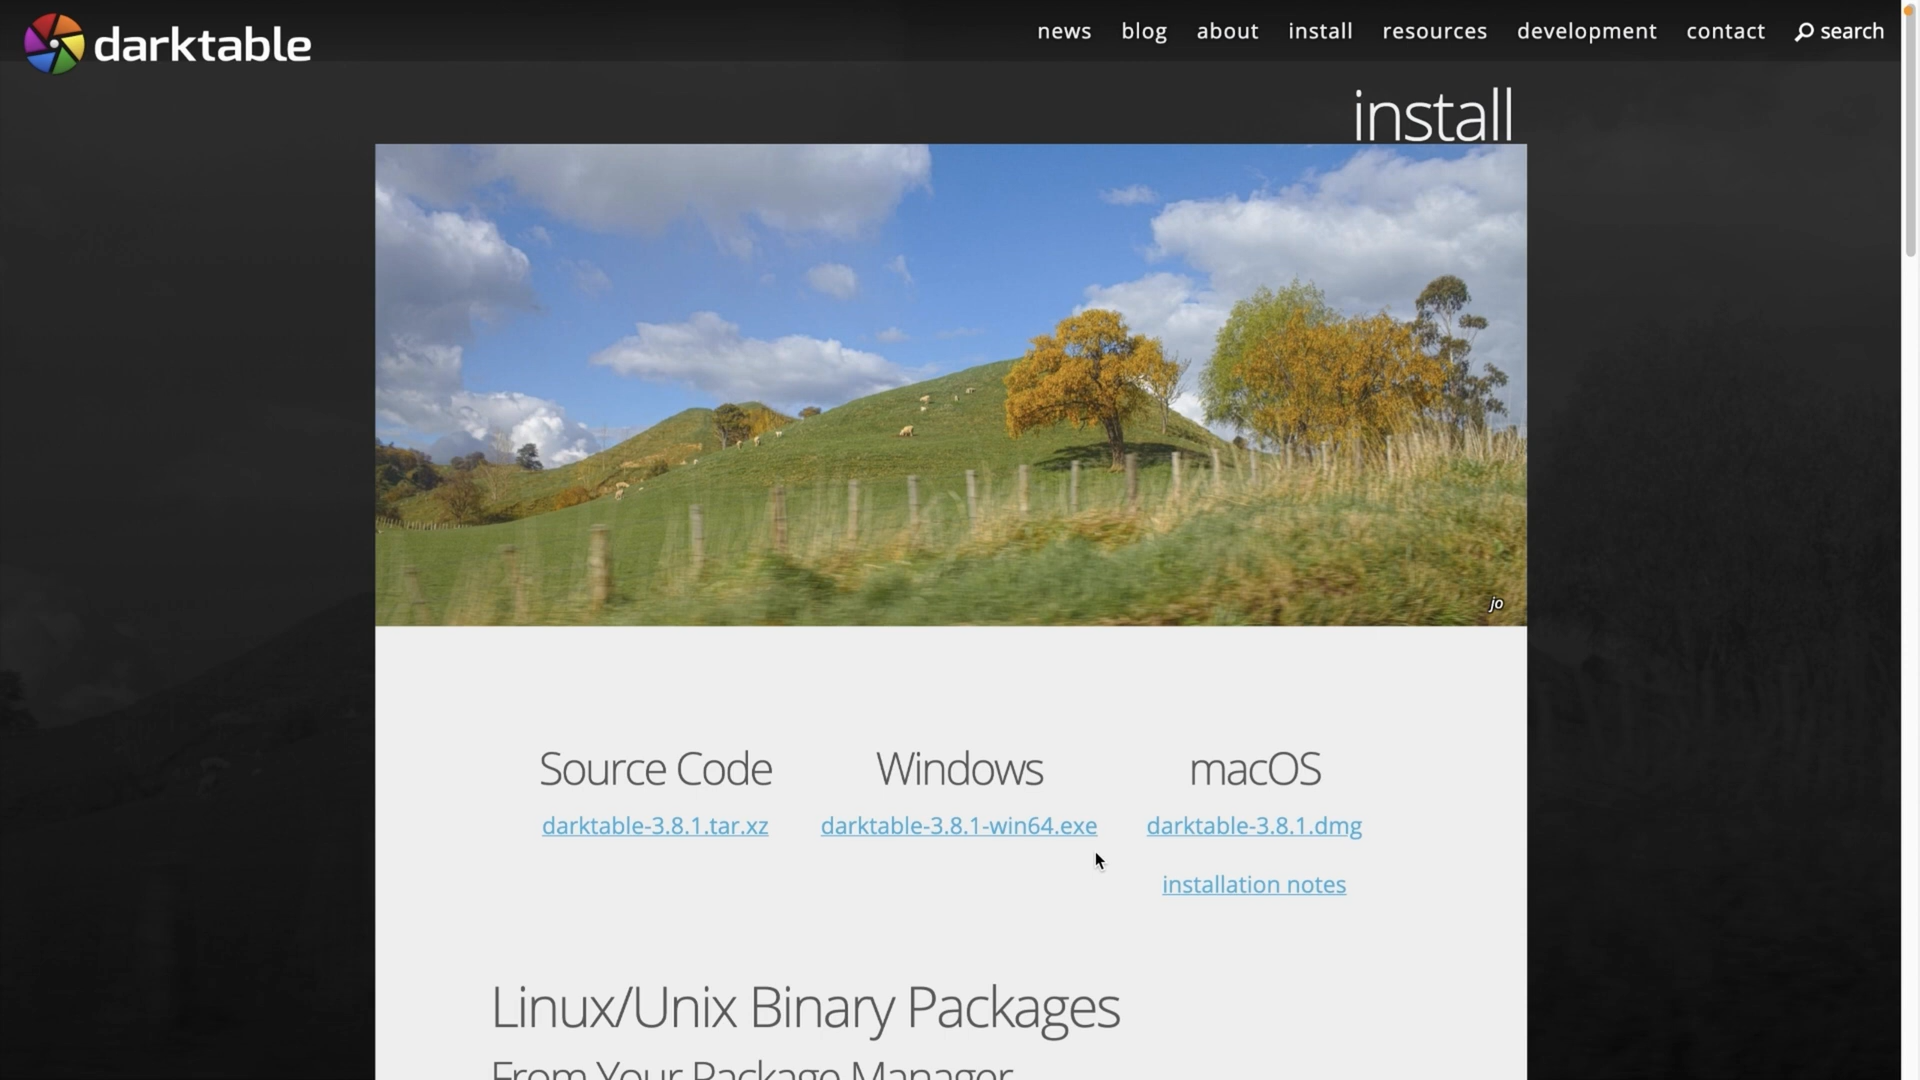 darktable
news blog about install resources development contact search
install
jo
Source Code Windows macOS
darktable-3.8.1.tar.xz darktable-3.8.1-win64.exe darktable-3.8.1.dmg
installation notes
Linux/Unix Binary Packages
From Your Package Manager